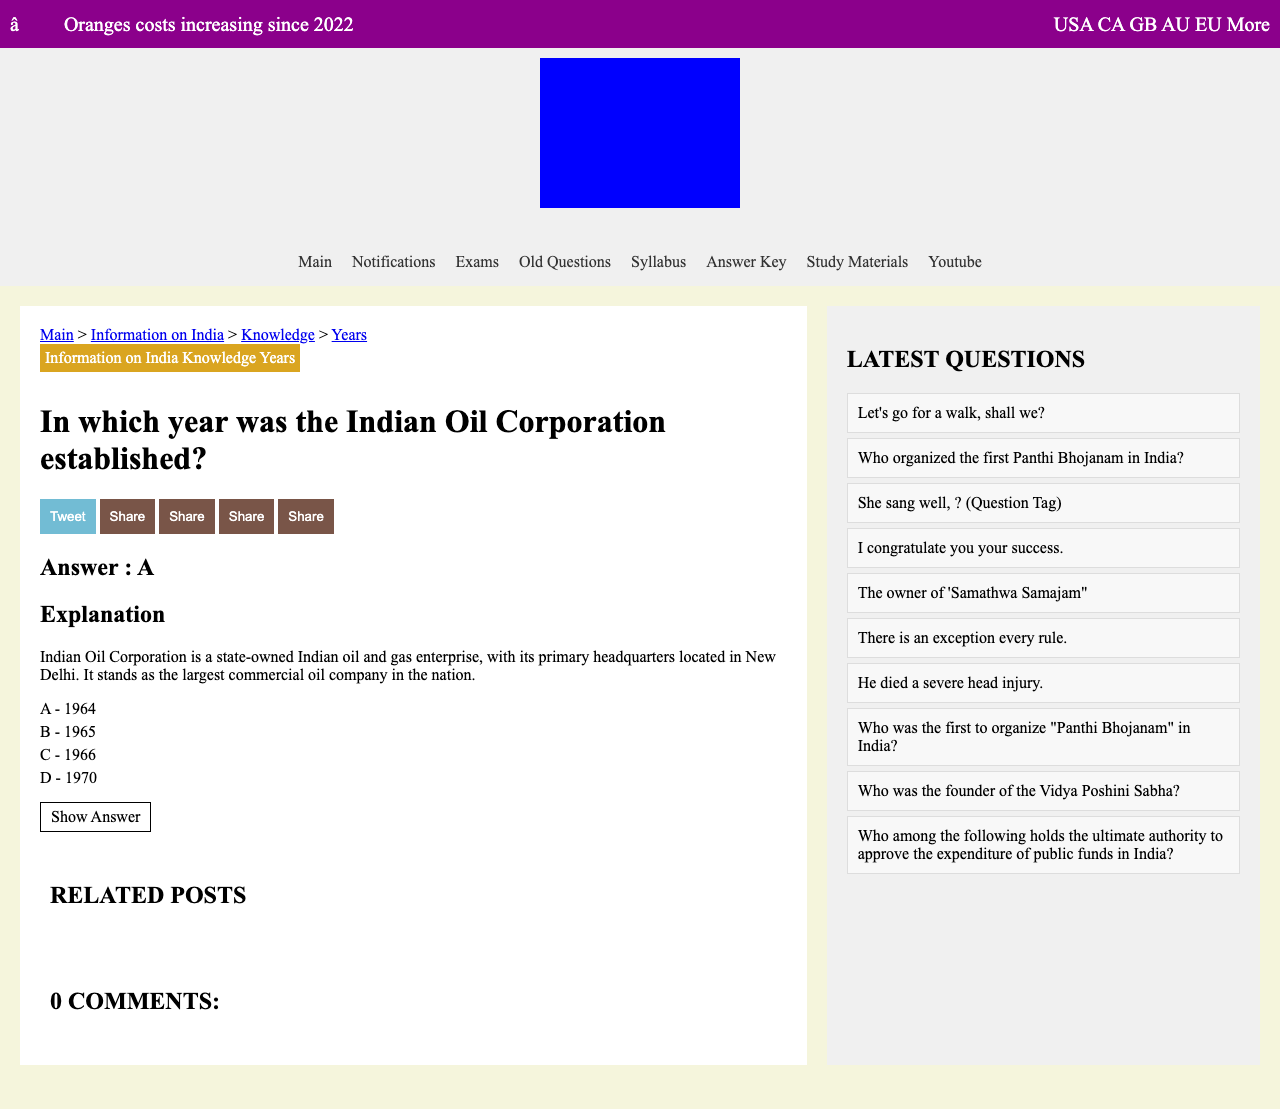 â Oranges costs increasing since 2022 USA CA GB AU EU More
Main Notifications Exams Old Questions Syllabus Answer Key Study Materials Youtube
Main > Information on India > Knowledge > Years
Information on India Knowledge Years
In which year was the Indian Oil Corporation
established?
Tweet Share Share Share Share
Answer : A
Explanation
Indian Oil Corporation is a state-owned Indian oil and gas enterprise, with its primary headquarters located in New
Delhi. It stands as the largest commercial oil company in the nation.
A - 1964
B - 1965
C - 1966
D - 1970
Show Answer
RELATED POSTS
0 COMMENTS:
LATEST QUESTIONS
Let's go for a walk, shall we?
Who organized the first Panthi Bhojanam in India?
She sang well, ? (Question Tag)
I congratulate you your success.
The owner of 'Samathwa Samajam"
There is an exception every rule.
He died a severe head injury.
Who was the first to organize "Panthi Bhojanam" in
India?
Who was the founder of the Vidya Poshini Sabha?
Who among the following holds the ultimate authority to
approve the expenditure of public funds in India?